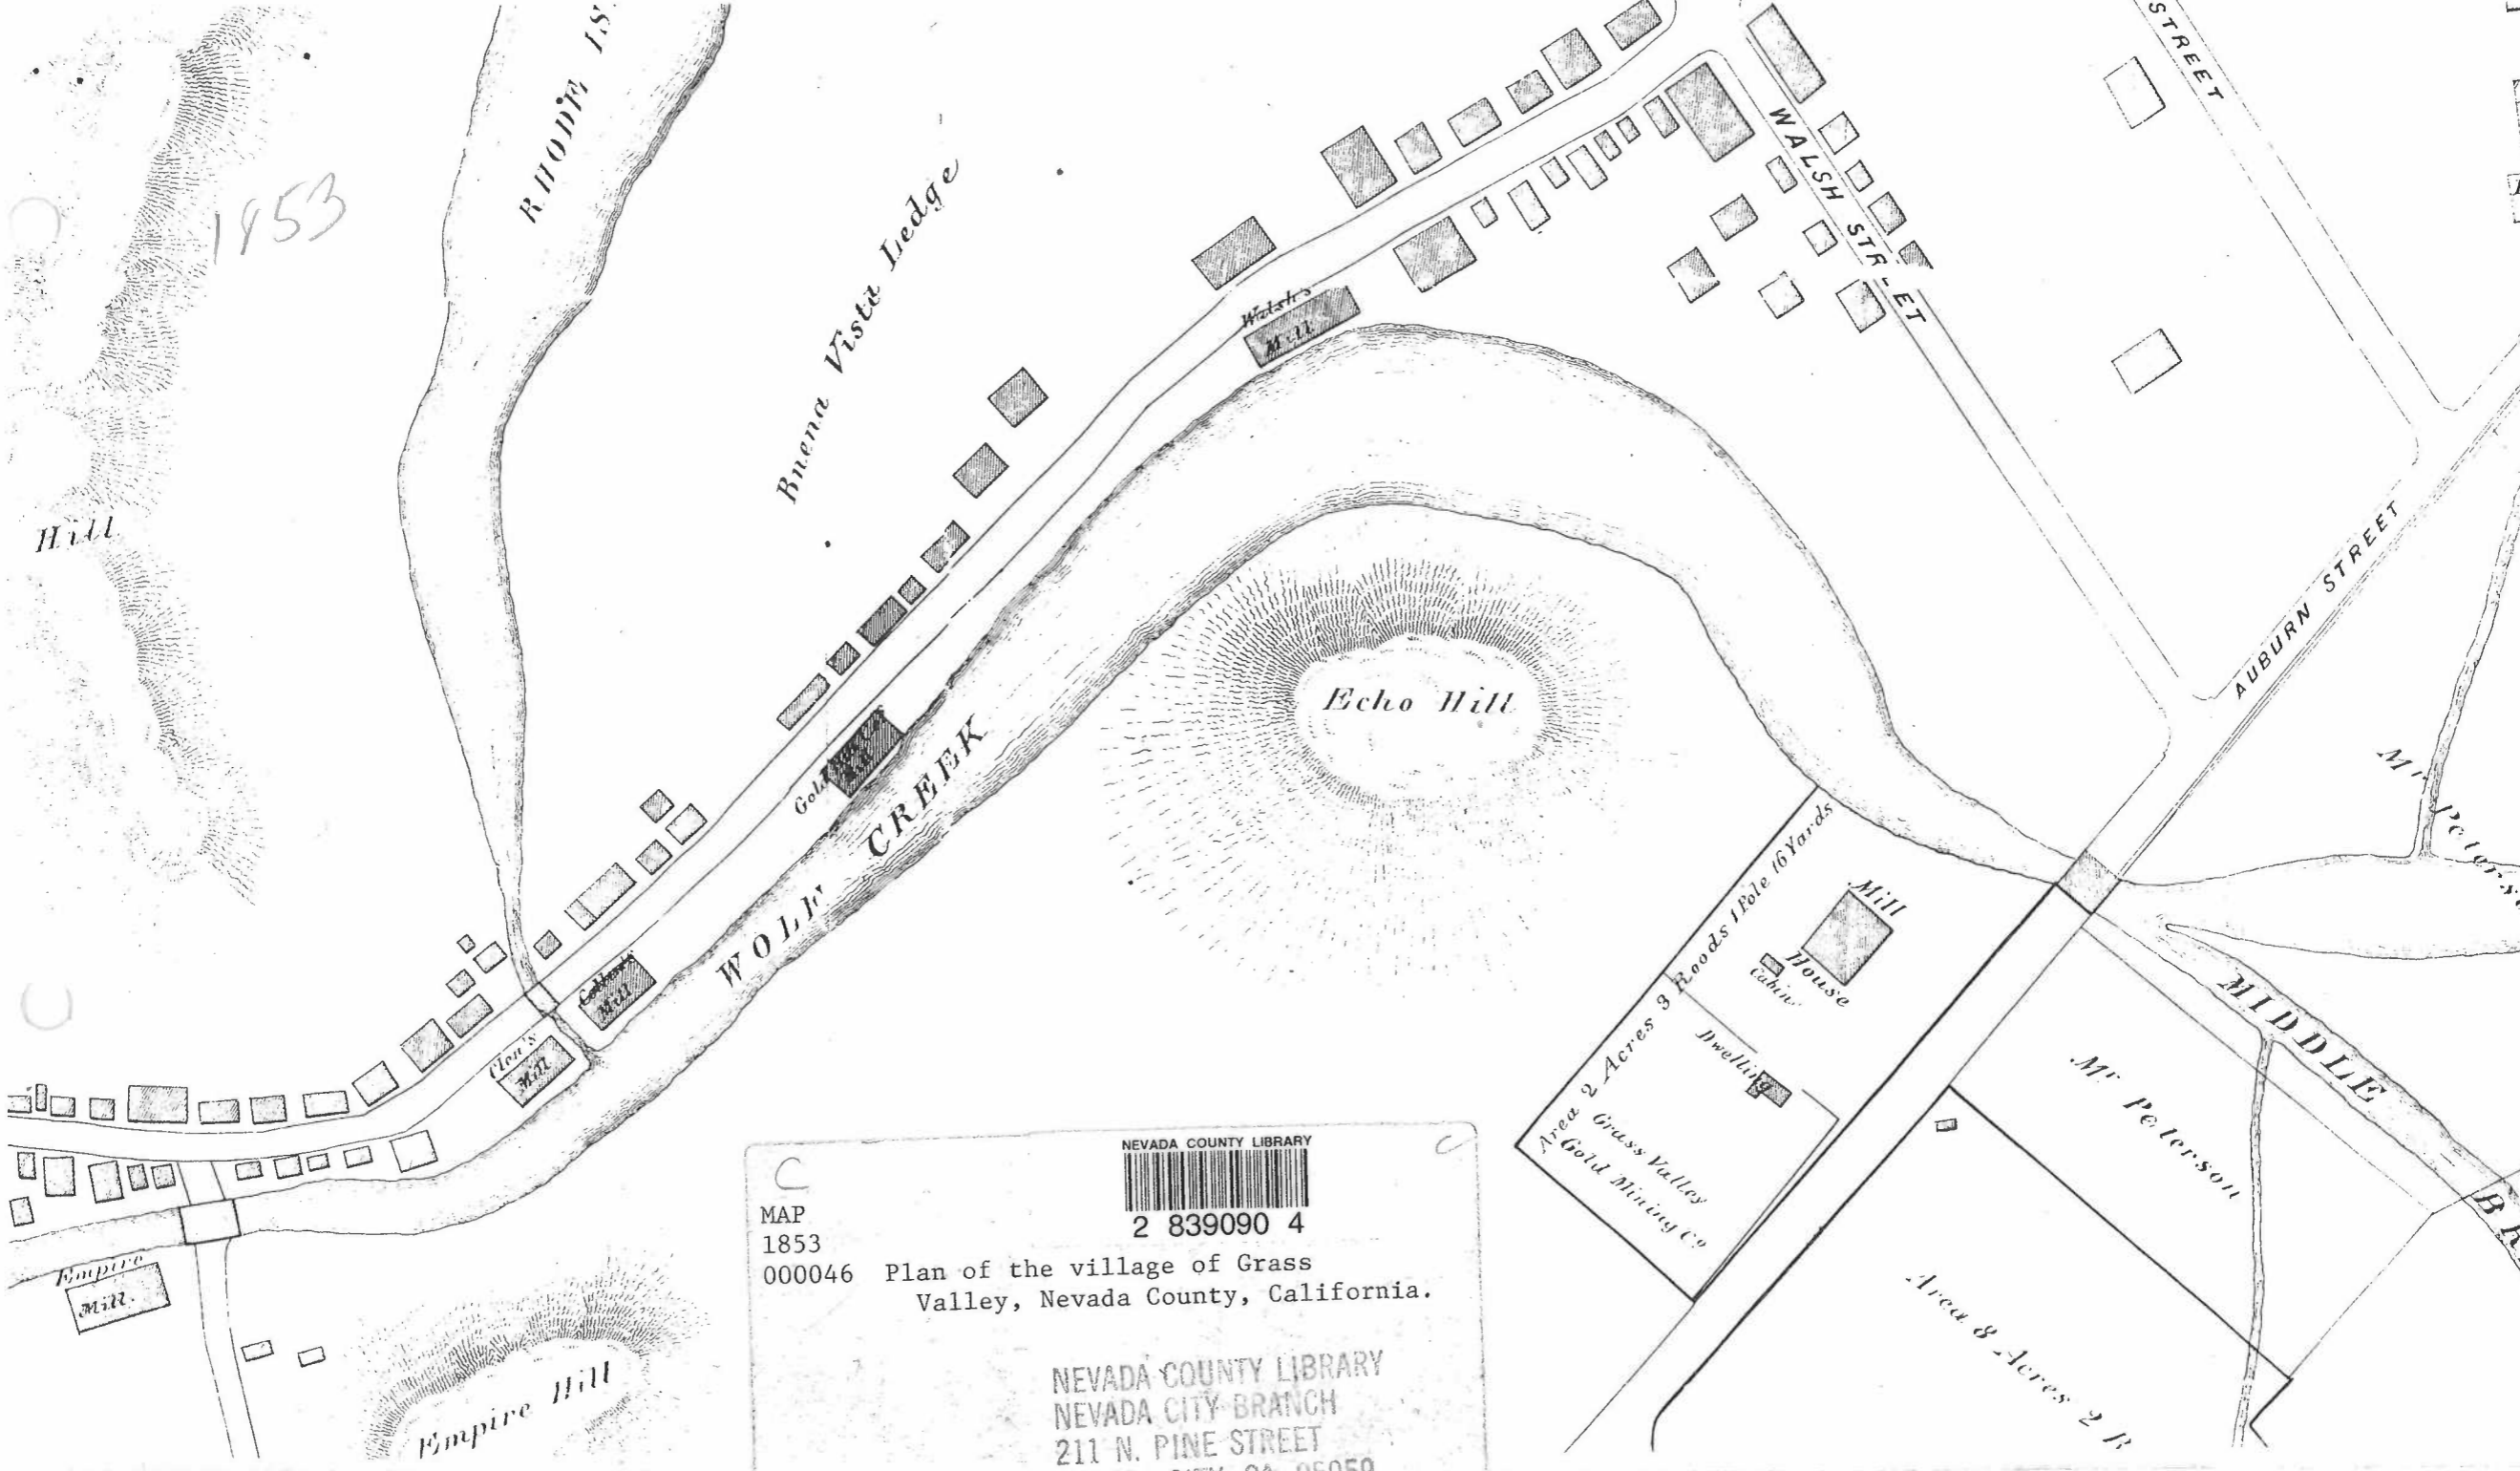 RHODE IS
1853
Buena Vista Ledge
Hill
STREET
WALSH STREET
AUBURN STREET
Walsh's
Mill
Echo Hill
Gold
WOLF CREEK
Mill
Mill
Empire
Mill.
Empire Hill
Area 2 Acres 3 Roods 1 Pole 16 Yards
Mill
House
Cabin
Dwelling
Grass Valley
Gold Mining Co
Mr
MIDDLE
BR
Mr Peterson
Area 8 Acres 2 R
NEVADA COUNTY LIBRARY
2 839090 4
MAP
1853
000046 Plan of the village of Grass
Valley, Nevada County, California.
NEVADA COUNTY LIBRARY
NEVADA CITY BRANCH
211 N. PINE STREET